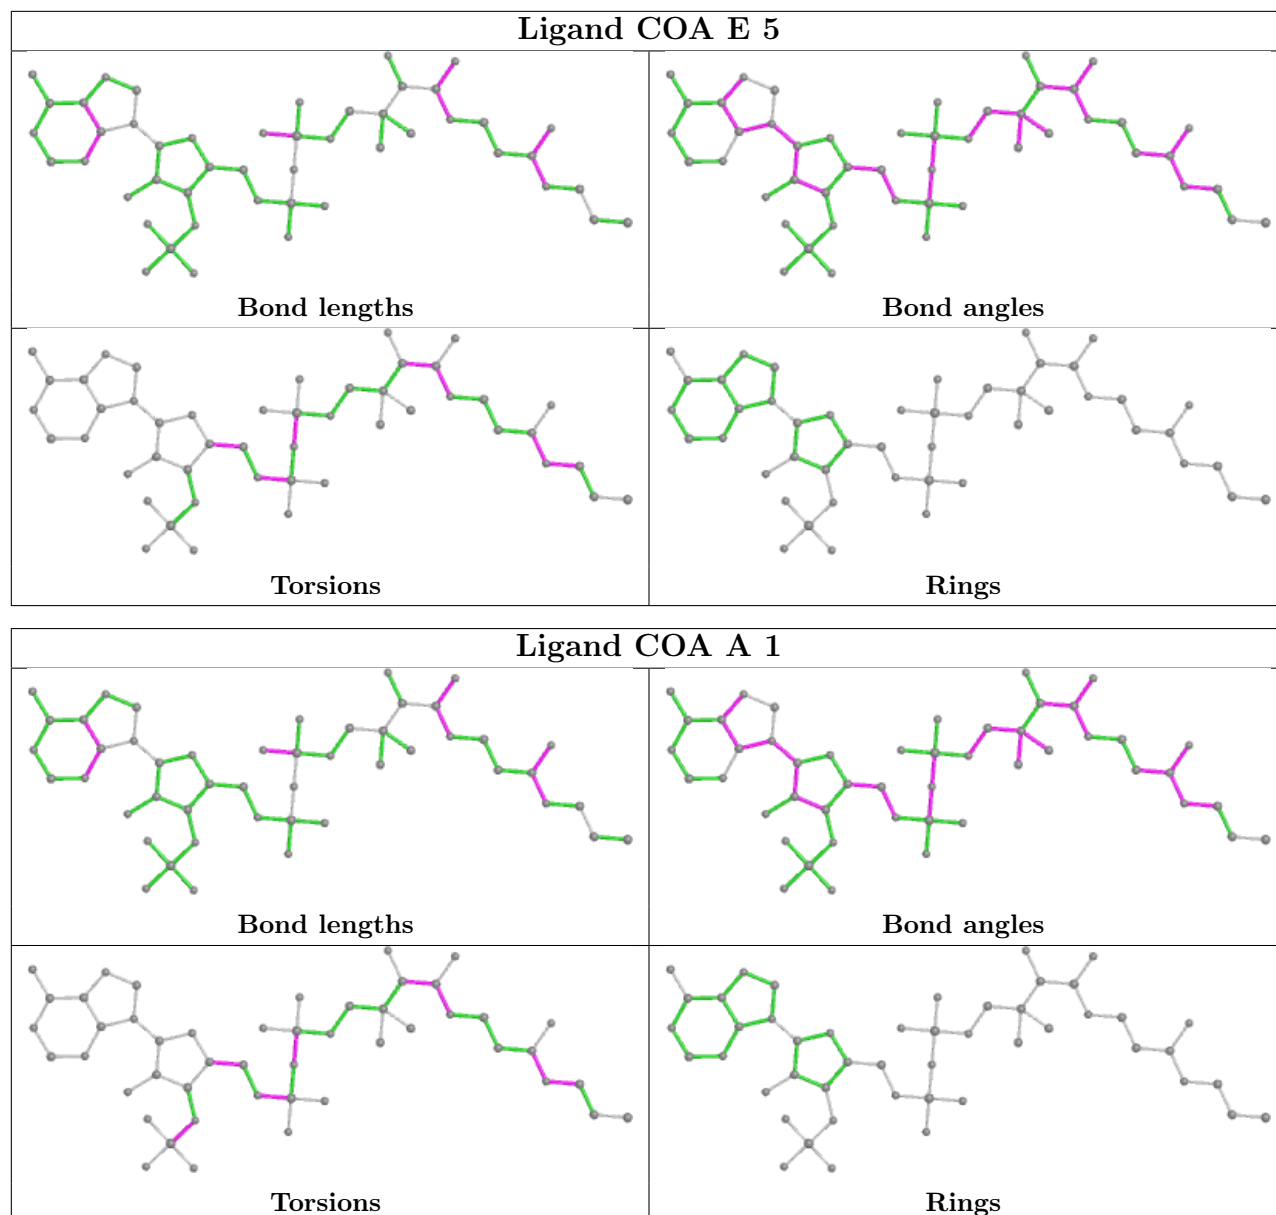 Ligand COA E 5
Bond lengths
Bond angles
Torsions
Rings
Ligand COA A 1
Bond lengths
Bond angles
Torsions
Rings